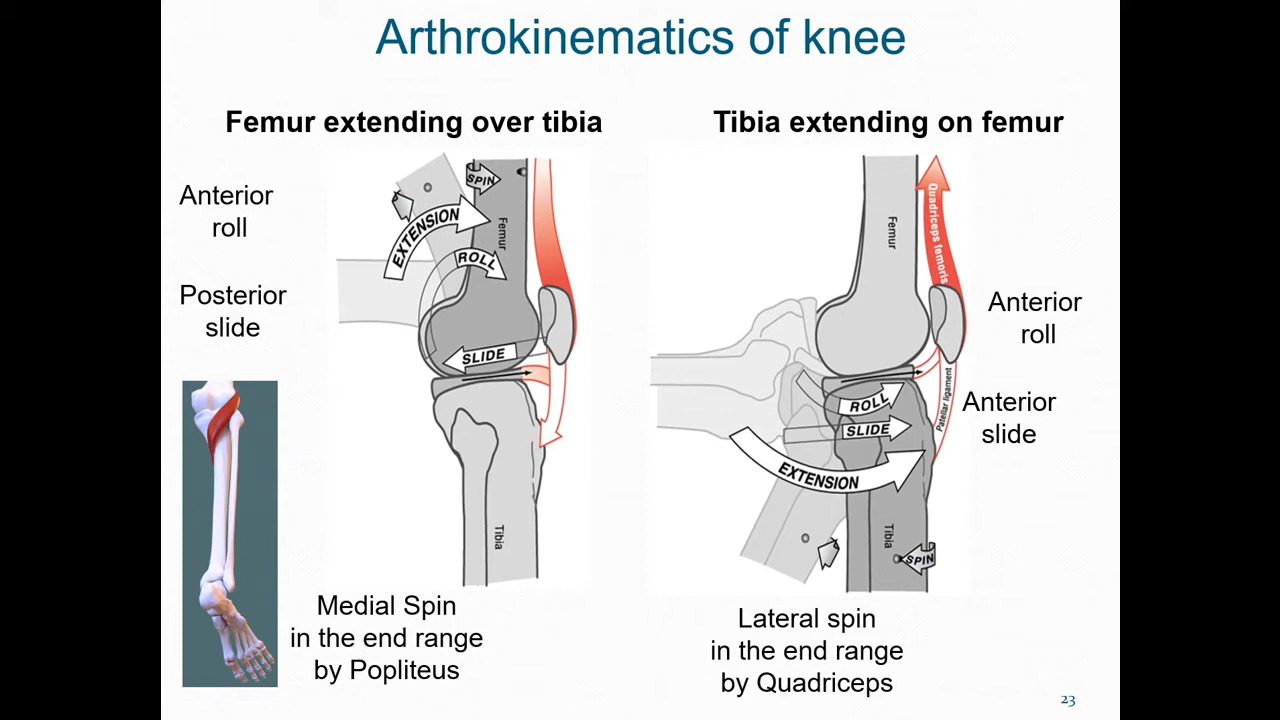 Arthrokinematics of knee
Femur extending over tibia
Anterior
roll
Posterior
slide
SPIN
EXTENSION
Femur
ROLL
SLIDE
Tibia
Medial Spin
in the end range
by Popliteus
Tibia extending on femur
Quadriceps femoris
Femur
Anterior
roll
Patellar ligament
Anterior
slide
ROLL
SLIDE
EXTENSION
Tibia
SPIN
Lateral spin
in the end range
by Quadriceps
23